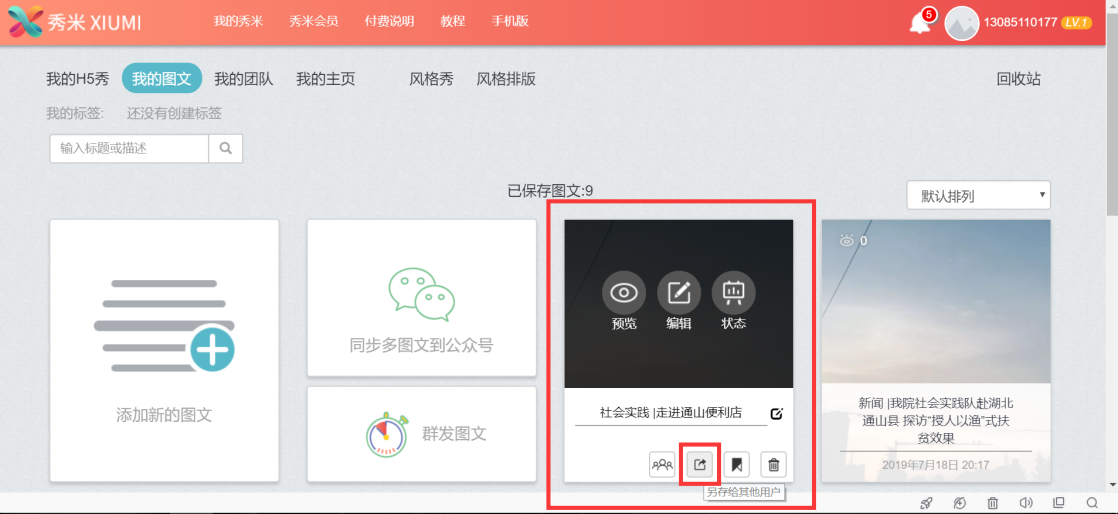 秀米 XIUMI 我的秀米 秀米会员 付费说明 教程 手机版 5 13085110177 LV.1
我的H5秀 我的图文 我的团队 我的主页 风格秀 风格排版 回收站
我的标签: 还没有创建标签
输入标题或描述
已保存图文:9
默认排列
添加新的图文
同步多图文到公众号
群发图文
预览 编辑 状态
社会实践 |走进通山便利店
另存给其他用户
0
新闻 |我院社会实践队赴湖北
通山县 探访“授人以渔”式扶
贫效果
2019年7月18日 20:17